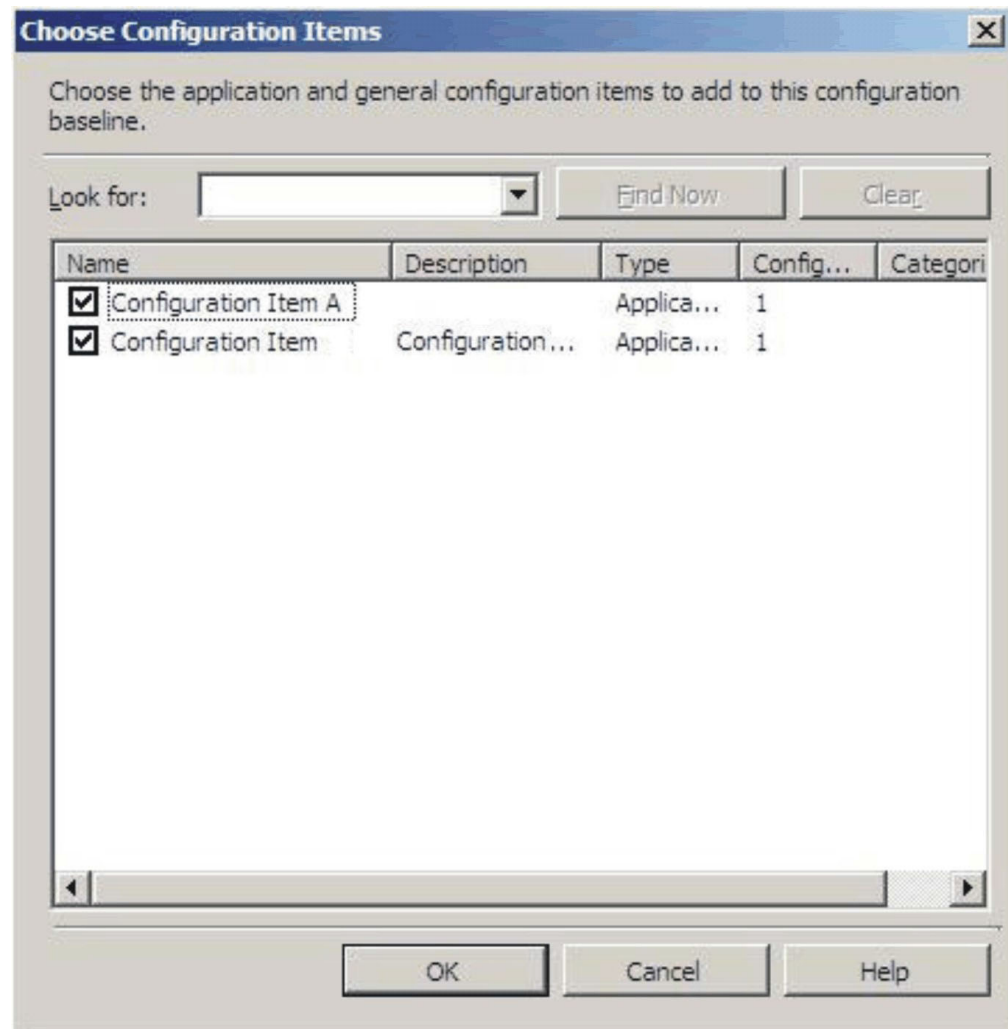 Choose Configuration Items
Choose the application and general configuration items to add to this configuration
baseline.
Look for: Find Now Clear
Name Description Type Config... Categori
Configuration Item A Applica... 1
Configuration Item Configuration... Applica... 1
OK Cancel Help